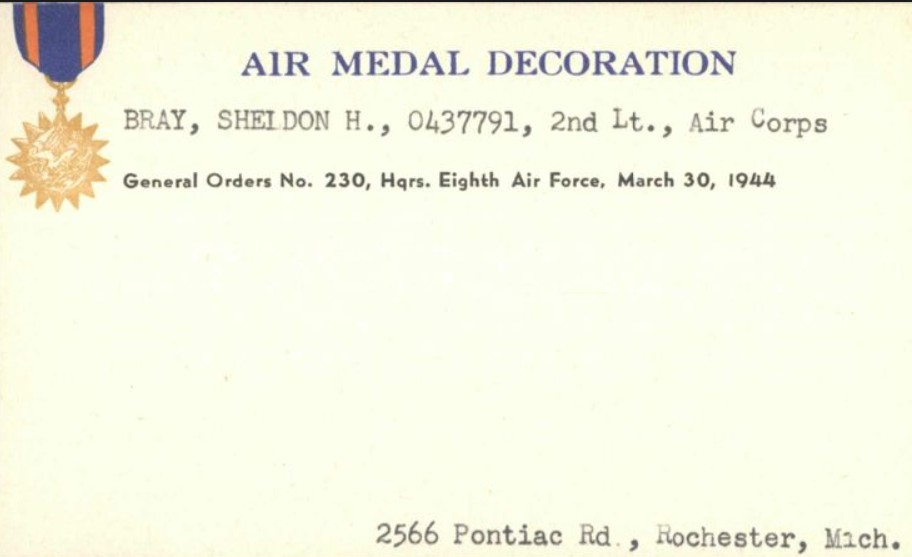 AIR MEDAL DECORATION
BRAY, SHELDON H., 0437791, 2nd Lt., Air Corps
General Orders No. 230, Hqrs. Eighth Air Force, March 30, 1944
2566 Pontiac Rd., Rochester, Mich.